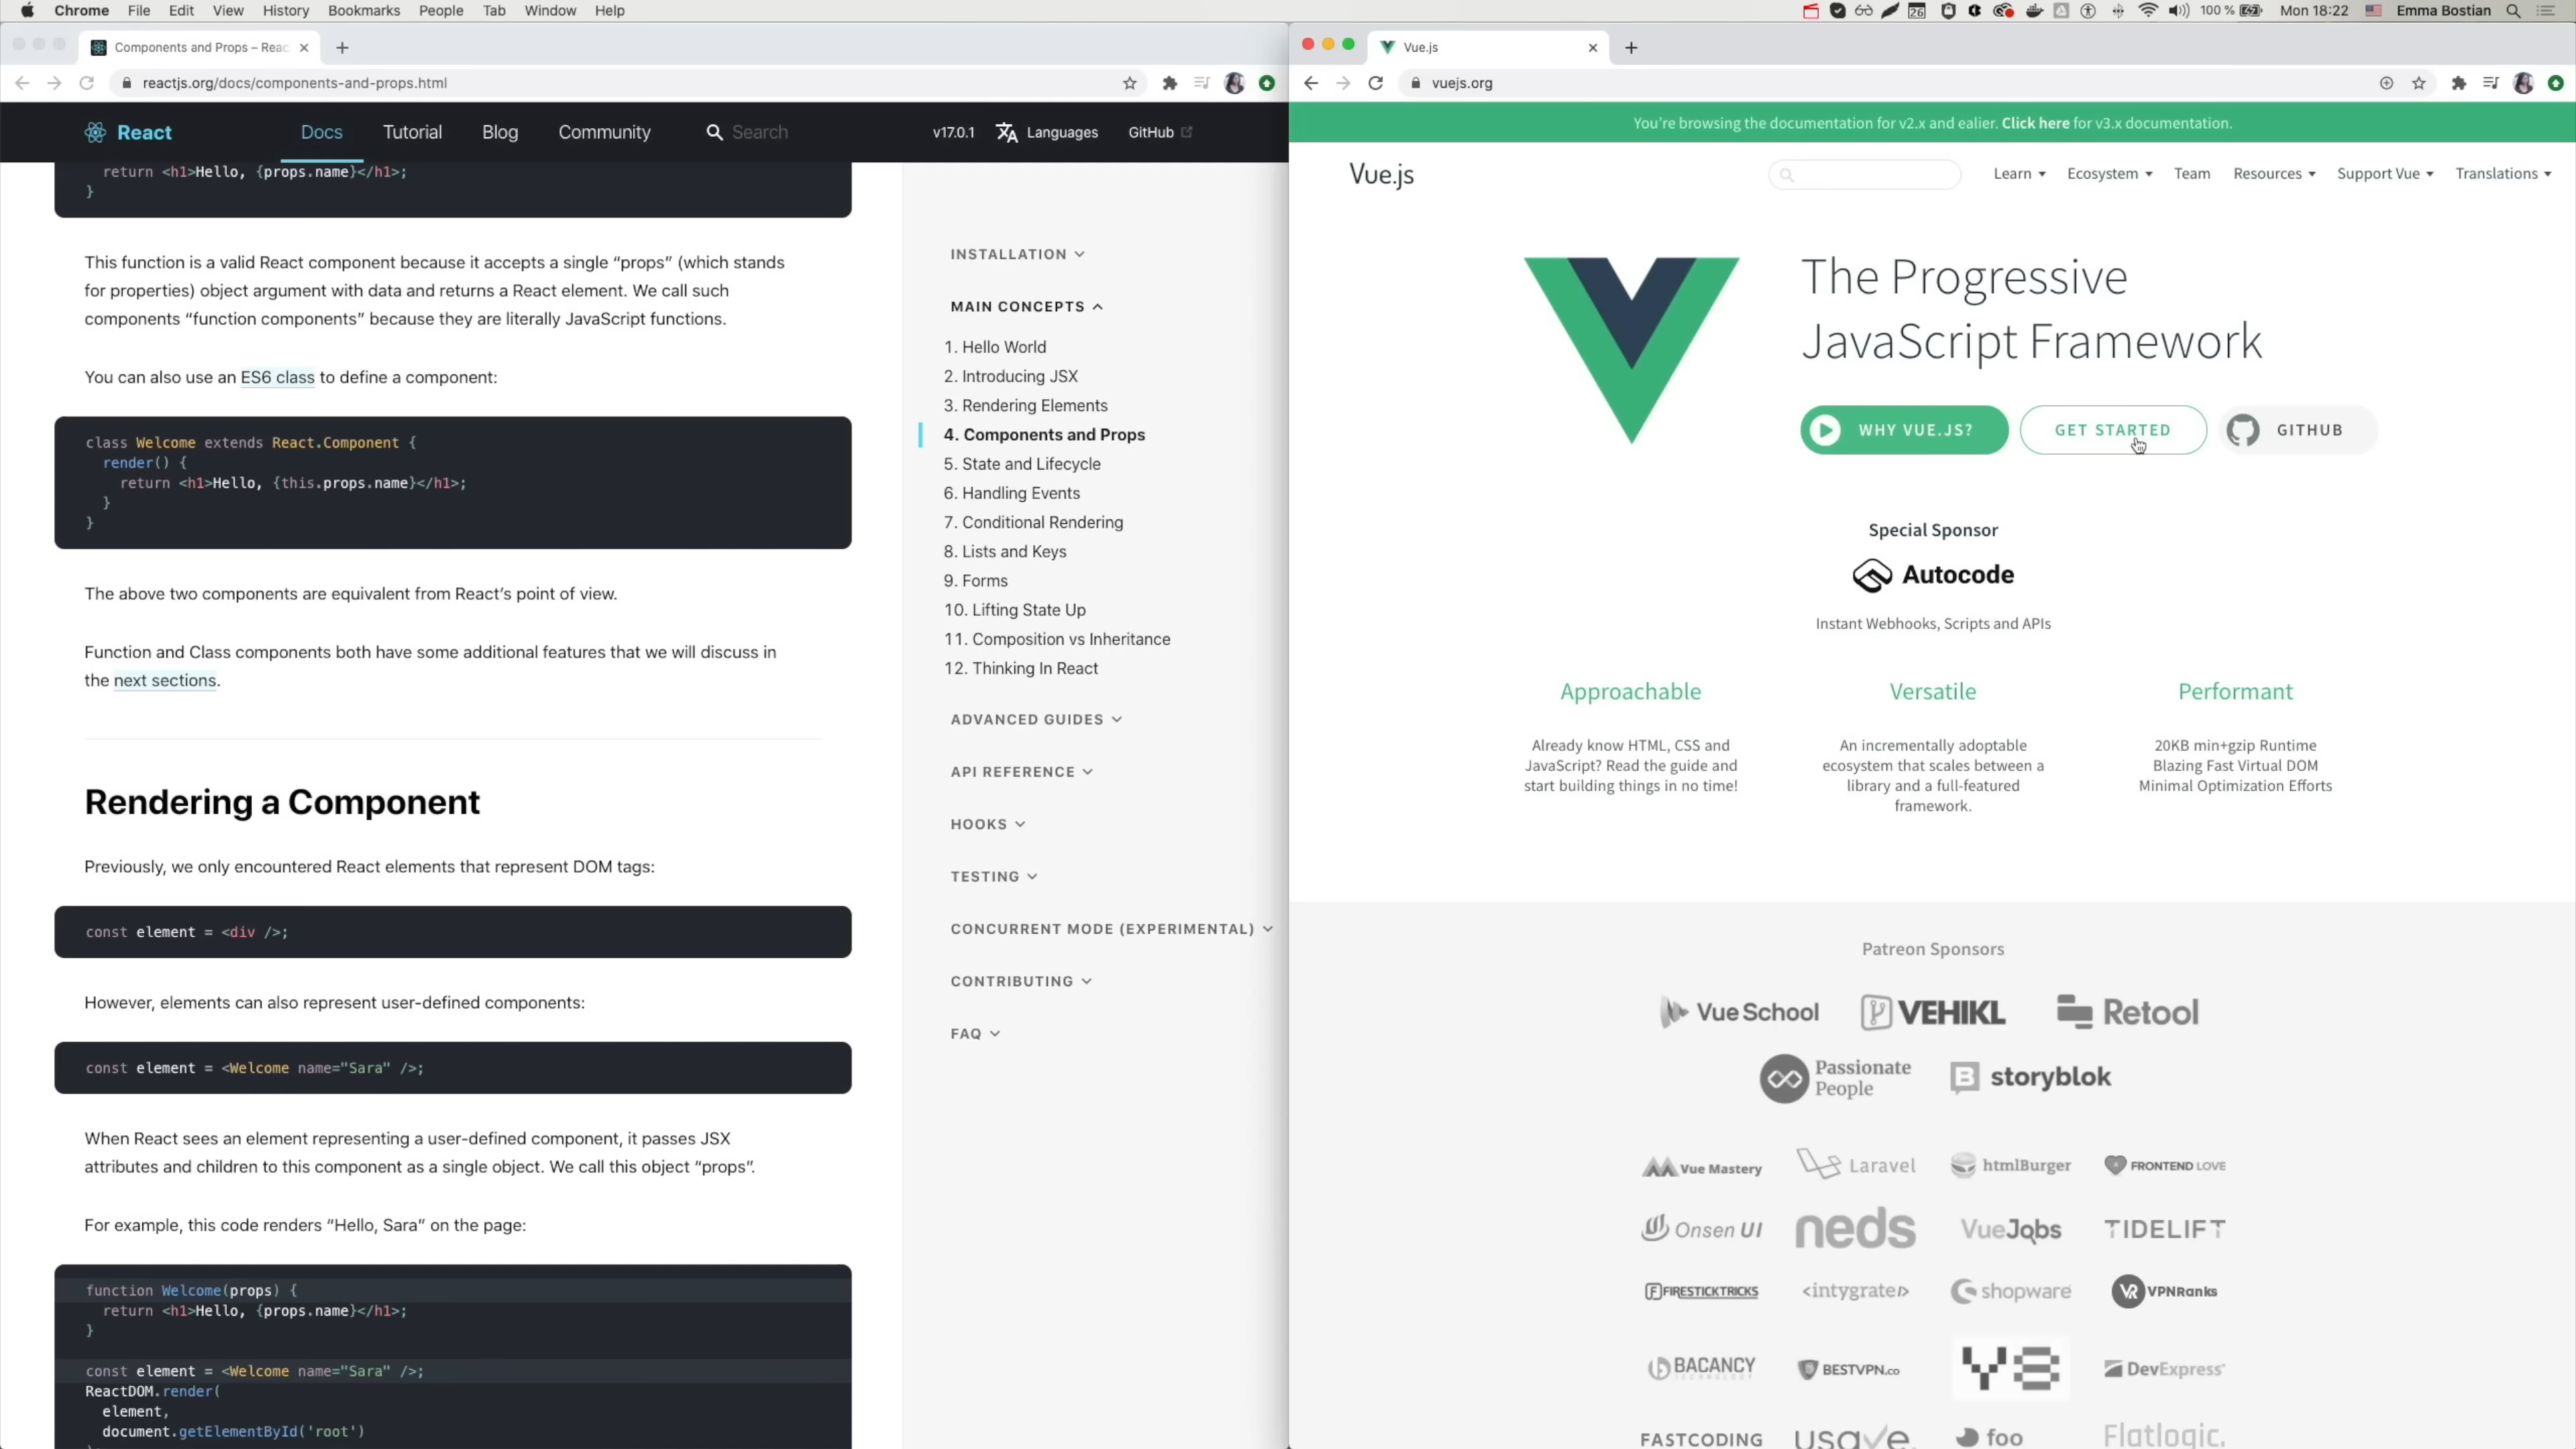 Chrome File Edit View History Bookmarks People Tab Window Help
26 100 % Mon 18:22 Emma Bostian
Components and Props – Reac
reactjs.org/docs/components-and-props.html
React Docs Tutorial Blog Community Search v17.0.1 Languages GitHub
return <h1>Hello, {props.name}</h1>;
}
This function is a valid React component because it accepts a single “props” (which stands
for properties) object argument with data and returns a React element. We call such
components “function components” because they are literally JavaScript functions.
You can also use an ES6 class to define a component:
class Welcome extends React.Component {
render() {
return <h1>Hello, {this.props.name}</h1>;
}
}
The above two components are equivalent from React’s point of view.
Function and Class components both have some additional features that we will discuss in
the next sections.
Rendering a Component
Previously, we only encountered React elements that represent DOM tags:
const element = <div />;
However, elements can also represent user-defined components:
const element = <Welcome name="Sara" />;
When React sees an element representing a user-defined component, it passes JSX
attributes and children to this component as a single object. We call this object “props”.
For example, this code renders “Hello, Sara” on the page:
function Welcome(props) {
return <h1>Hello, {props.name}</h1>;
}
const element = <Welcome name="Sara" />;
ReactDOM.render(
element,
document.getElementById('root')
INSTALLATION
MAIN CONCEPTS
1. Hello World
2. Introducing JSX
3. Rendering Elements
4. Components and Props
5. State and Lifecycle
6. Handling Events
7. Conditional Rendering
8. Lists and Keys
9. Forms
10. Lifting State Up
11. Composition vs Inheritance
12. Thinking In React
ADVANCED GUIDES
API REFERENCE
HOOKS
TESTING
CONCURRENT MODE (EXPERIMENTAL)
CONTRIBUTING
FAQ
Vue.js
vuejs.org
You’re browsing the documentation for v2.x and ealier. Click here for v3.x documentation.
Vue.js Learn Ecosystem Team Resources Support Vue Translations
The Progressive
JavaScript Framework
WHY VUE.JS? GET STARTED GITHUB
Special Sponsor
Autocode
Instant Webhooks, Scripts and APIs
Approachable
Already know HTML, CSS and
JavaScript? Read the guide and
start building things in no time!
Versatile
An incrementally adoptable
ecosystem that scales between a
library and a full-featured
framework.
Performant
20KB min+gzip Runtime
Blazing Fast Virtual DOM
Minimal Optimization Efforts
Patreon Sponsors
Vue School VEHIKL Retool
Passionate
People
storyblok
Vue Mastery Laravel htmlBurger FRONTEND LOVE
Onsen UI neds VueJobs TIDELIFT
FIRESTICKTRICKS <intygrate/> shopware VR VPNRanks
BACANCY
TECHNOLOGY
BESTVPN.co Y8 DevExpress
FASTCODING usave. foo Flatlogic.